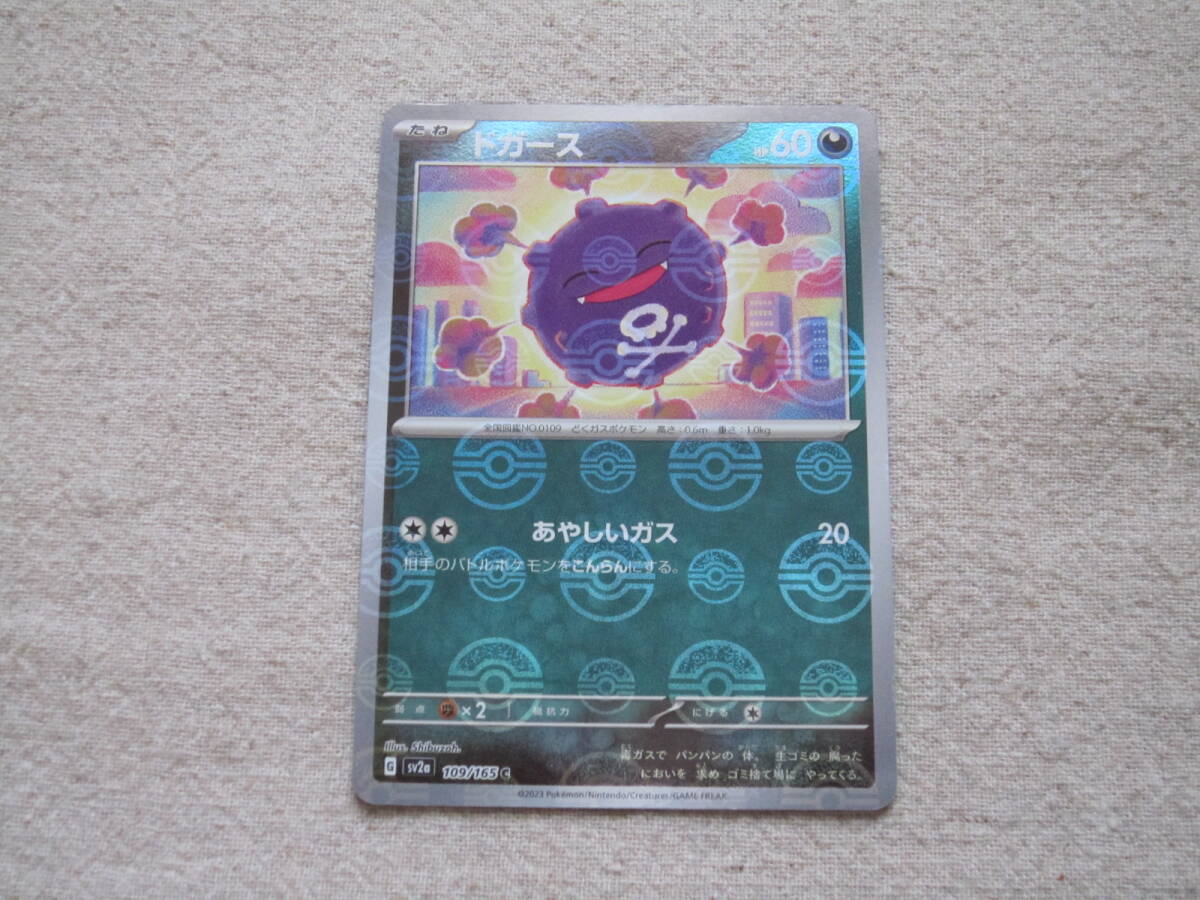 たね
ドガース
HP 60
全国図鑑NO.0109 どくガスポケモン 高さ:0.6m 重さ:1.0kg
あやしいガス 20
相手のバトルポケモンをこんらんにする。
弱点 ×2 抵抗力 にげる
Illus. Shibuzoh.
G sv2a 109/165 C
毒ガスで パンパンの 体。 生ゴミの 腐った
においを 求め ゴミ捨て場に やってくる。
©2023 Pokémon/Nintendo/Creatures/GAME FREAK.